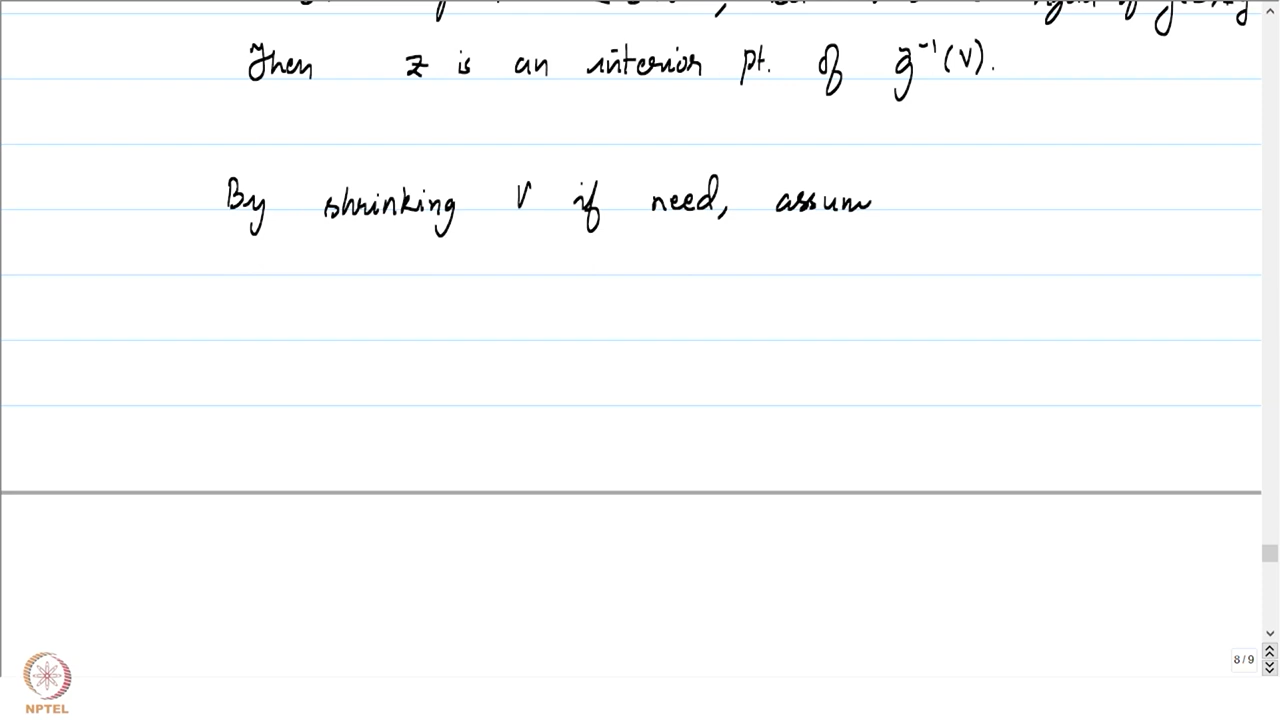 Then z is an interior pt. of g⁻¹(V).
By shrinking V if need, assum
8 / 9
NPTEL